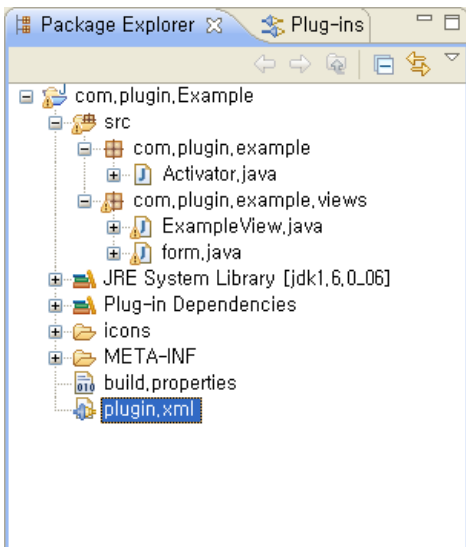 Package Explorer Plug-ins
com.plugin.Example
src
com.plugin.example
Activator.java
com.plugin.example.views
ExampleView.java
form.java
JRE System Library [jdk1.6.0_06]
Plug-in Dependencies
icons
META-INF
build.properties
plugin.xml